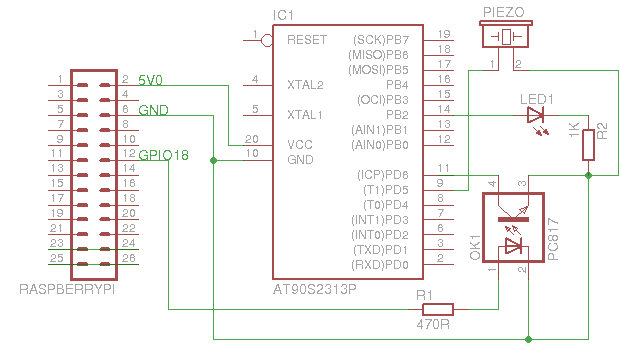 IC1
PIEZO
1 RESET (SCK)PB7 19
(MISO)PB6 18
(MOSI)PB5 17 1 2
1 2 5V0 4 XTAL2 PB4 16
3 4 (OCI)PB3 15 LED1
5 6 GND 5 XTAL1 PB2 14
7 8 (AIN1)PB1 13 1K R2
9 10 20 VCC (AIN0)PB0 12
11 12 GPIO18 10 GND
13 14 (ICP)PD6 11 4 3
15 16 (T1)PD5 9
17 18 (T0)PD4 8
19 20 (INT1)PD3 7
21 22 (INT0)PD2 6 OK1 PC817
23 24 (TXD)PD1 3
25 26 (RXD)PD0 2 1 2
RASPBERRYPI AT90S2313P R1
470R